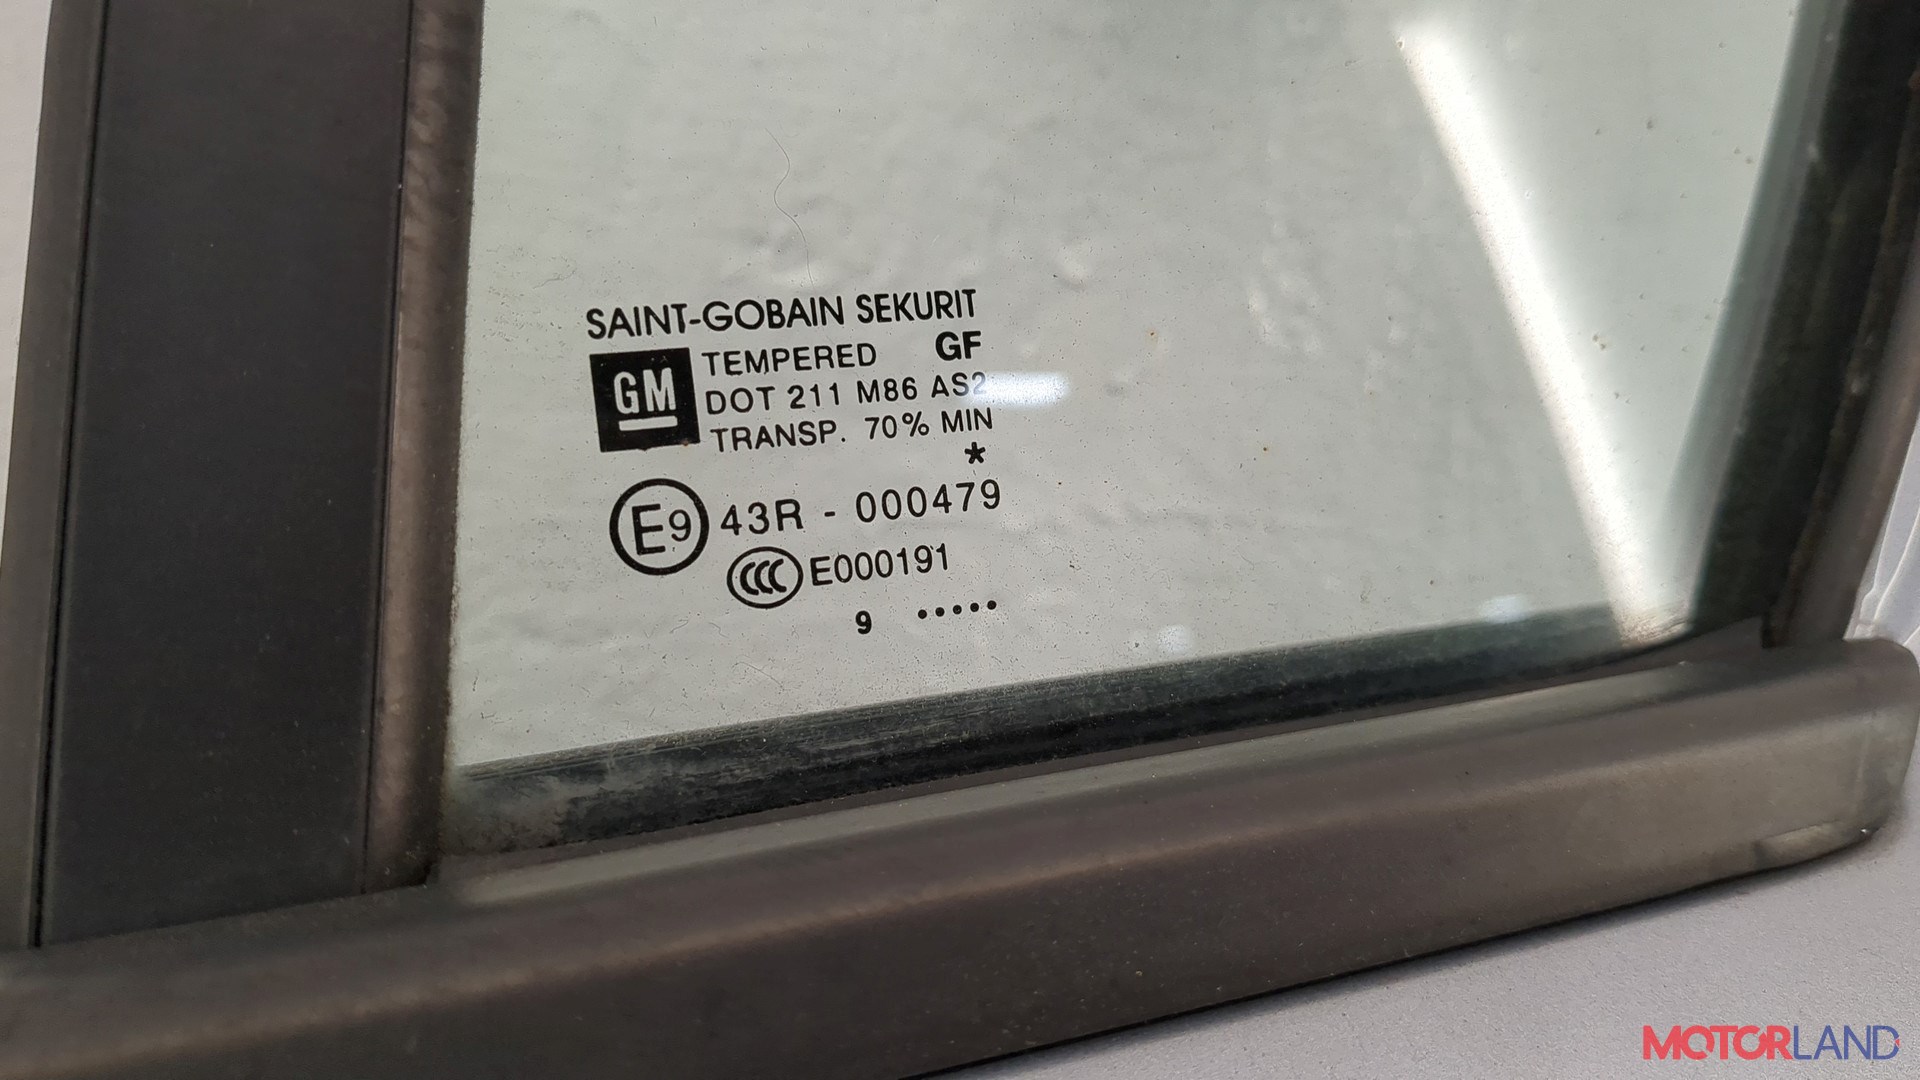 SAINT-GOBAIN SEKURIT
GM TEMPERED GF
DOT 211 M86 AS2
TRANSP. 70% MIN
*
E9 43R - 000479
CCC E000191
9 .....
MOTORLAND